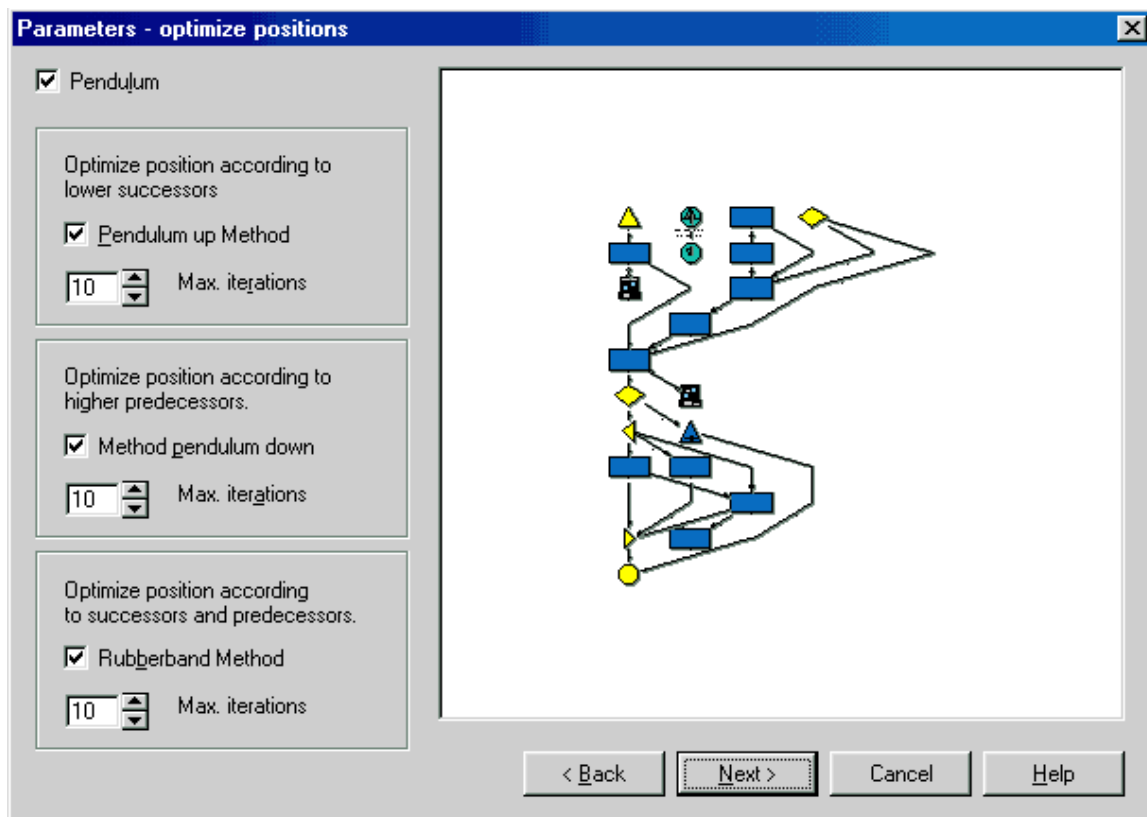 Parameters - optimize positions
Pendulum
Optimize position according to
lower successors
Pendulum up Method
10 Max. iterations
Optimize position according to
higher predecessors.
Method pendulum down
10 Max. iterations
Optimize position according
to successors and predecessors.
Rubberband Method
10 Max. iterations
< Back Next > Cancel Help